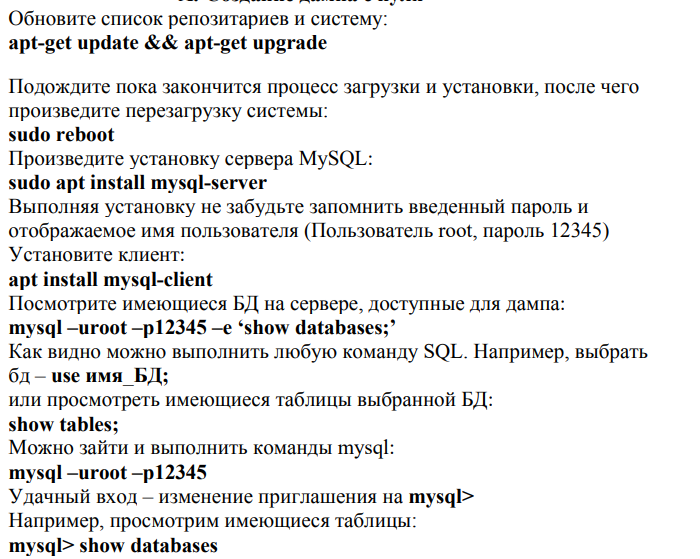 Обновите список репозитариев и систему:
apt-get update && apt-get upgrade
Подождите пока закончится процесс загрузки и установки, после чего
произведите перезагрузку системы:
sudo reboot
Произведите установку сервера MySQL:
sudo apt install mysql-server
Выполняя установку не забудьте запомнить введенный пароль и
отображаемое имя пользователя (Пользователь root, пароль 12345)
Установите клиент:
apt install mysql-client
Посмотрите имеющиеся БД на сервере, доступные для дампа:
mysql –uroot –p12345 –e ‘show databases;’
Как видно можно выполнить любую команду SQL. Например, выбрать
бд – use имя_БД;
или просмотреть имеющиеся таблицы выбранной БД:
show tables;
Можно зайти и выполнить команды mysql:
mysql –uroot –p12345
Удачный вход – изменение приглашения на mysql>
Например, просмотрим имеющиеся таблицы:
mysql> show databases